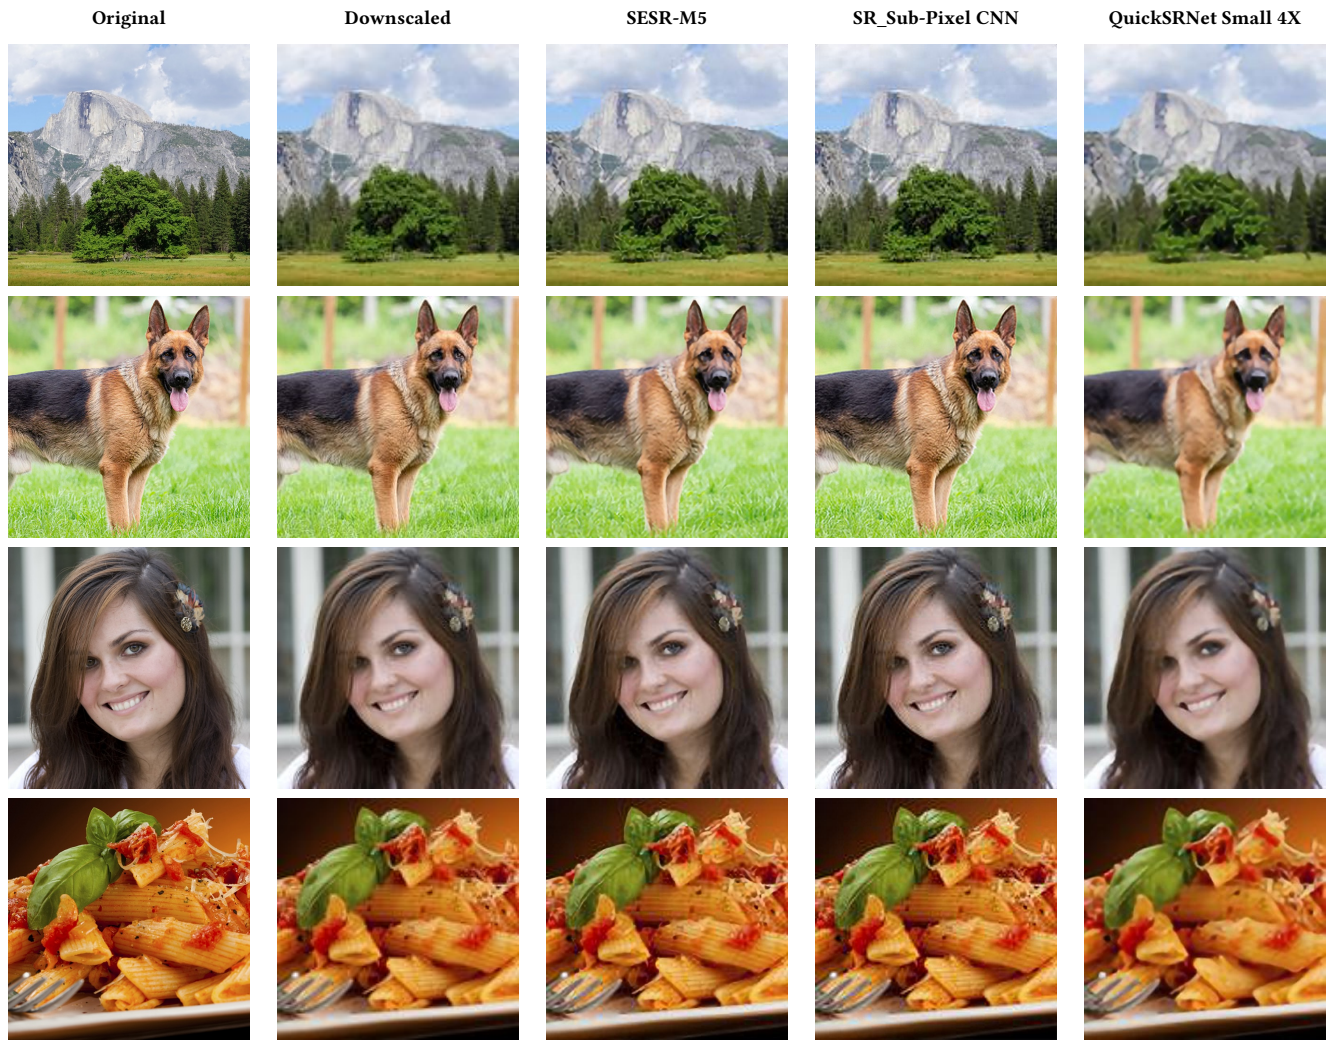 Original
Downscaled
SESR-M5
SR_Sub-Pixel CNN
QuickSRNet Small 4X